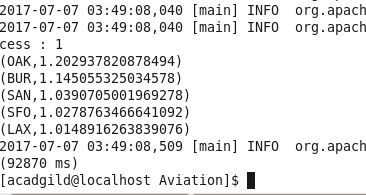 2017-07-07 03:49:08,040 [main] INFO  org.apach
2017-07-07 03:49:08,040 [main] INFO  org.apach
cess : 1
(OAK,1.202937820878494)
(BUR,1.145055325034578)
(SAN,1.0390705001969278)
(SFO,1.0278763466641092)
(LAX,1.0148916263839076)
2017-07-07 03:49:08,509 [main] INFO  org.apach
(92870 ms)
[acadgild@localhost Aviation]$